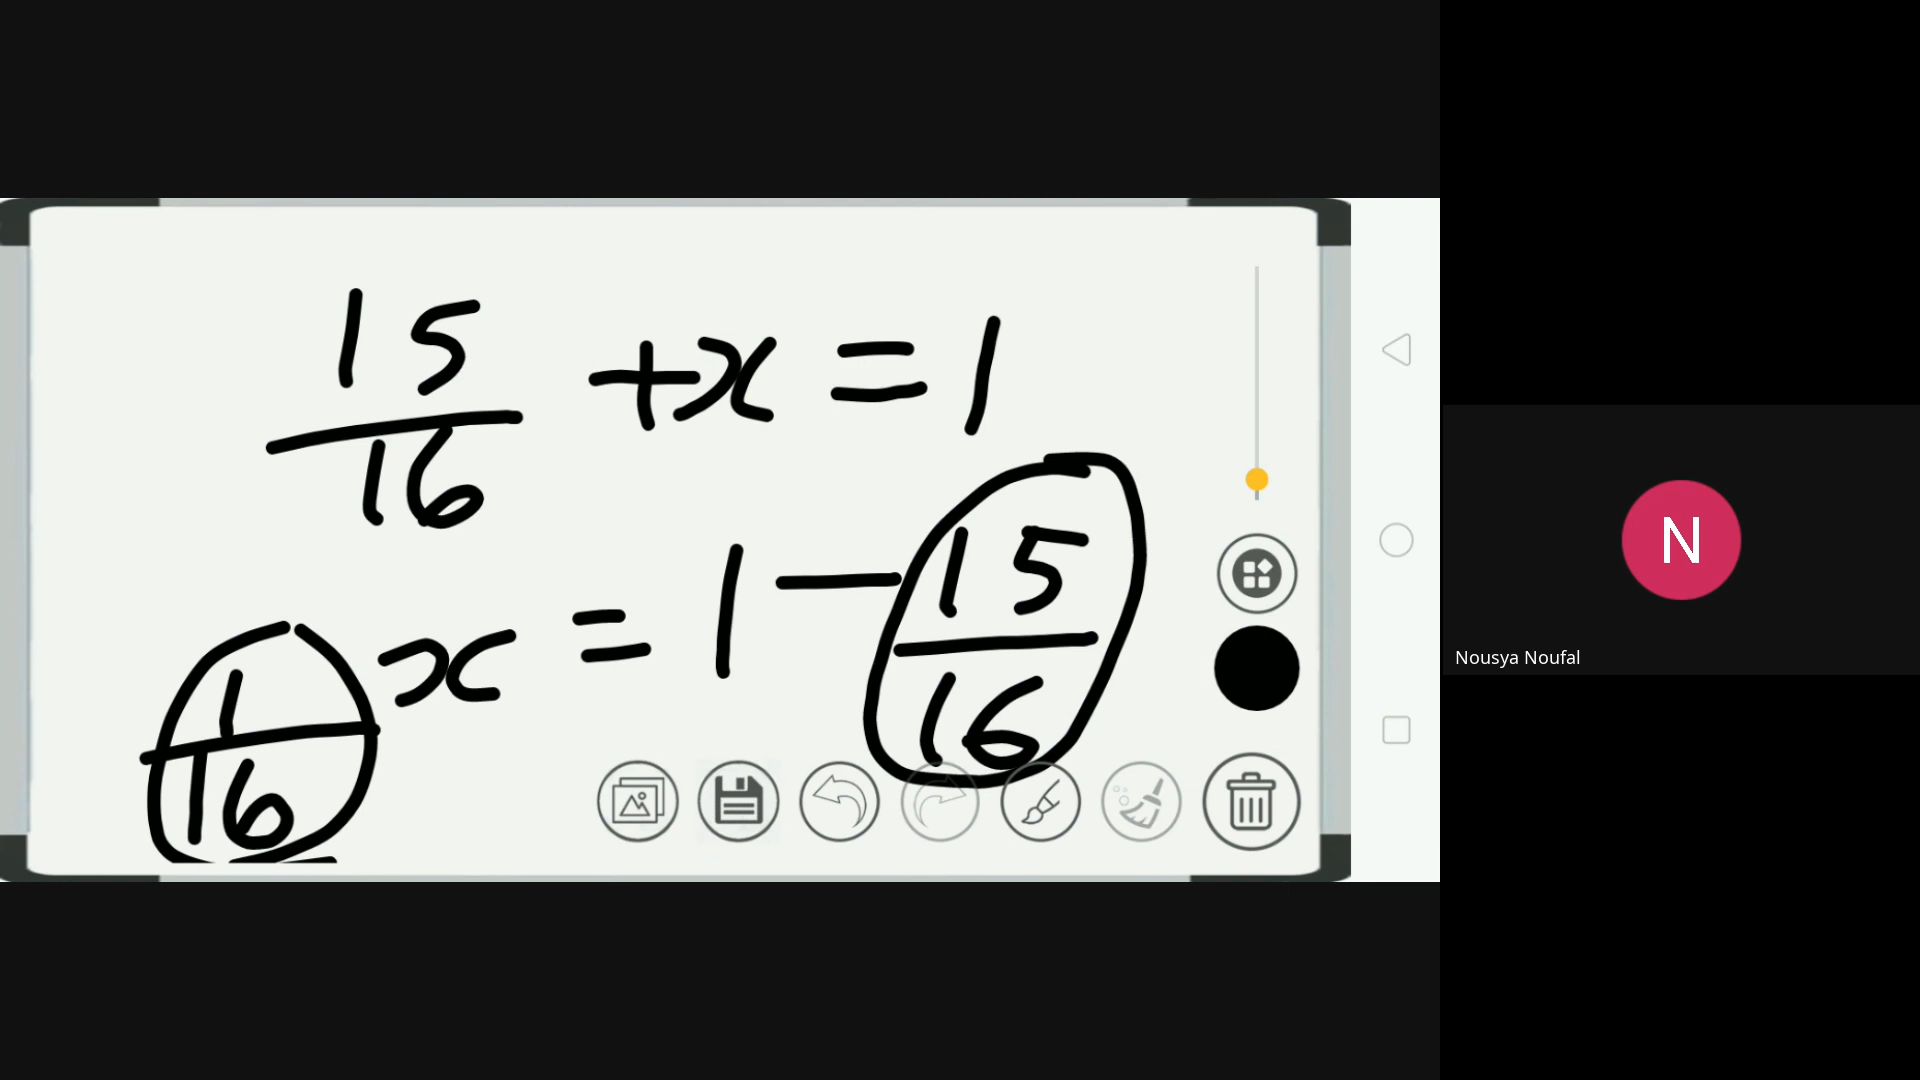 15/16 +x = 1
x = 1 - 15/16
1/16
N
Nousya Noufal